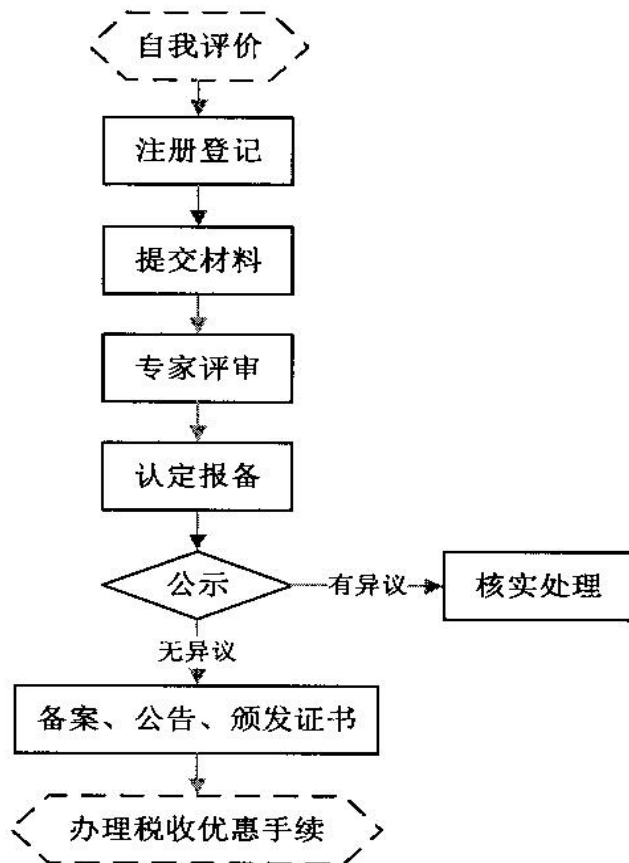 自我评价
注册登记
提交材料
专家评审
认定报备
公示
有异议
核实处理
无异议
备案、公告、颁发证书
办理税收优惠手续